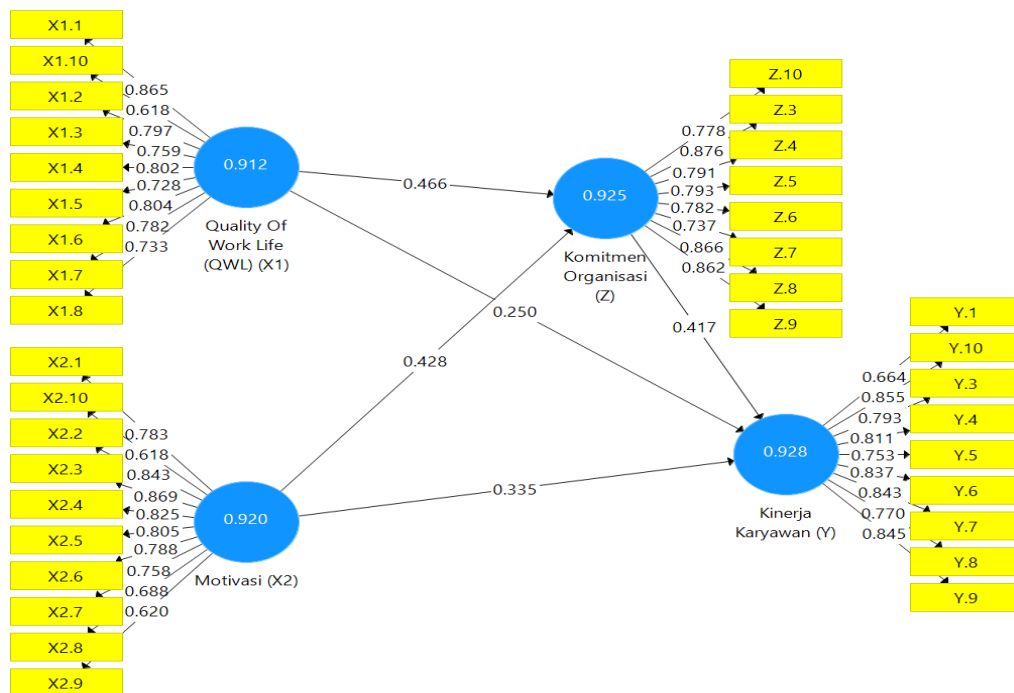 X1.1
X1.10
X1.2
X1.3
X1.4
X1.5
X1.6
X1.7
X1.8
0.865
0.618
0.797
0.759
0.802
0.728
0.804
0.782
0.733
0.912
Quality Of
Work Life
(QWL) (X1)
X2.1
X2.10
X2.2
X2.3
X2.4
X2.5
X2.6
X2.7
X2.8
X2.9
0.783
0.618
0.843
0.869
0.825
0.805
0.788
0.758
0.688
0.620
0.920
Motivasi (X2)
0.466
0.250
0.428
0.335
0.417
0.925
Komitmen
Organisasi
(Z)
0.778
0.876
0.791
0.793
0.782
0.737
0.866
0.862
Z.10
Z.3
Z.4
Z.5
Z.6
Z.7
Z.8
Z.9
0.928
Kinerja
Karyawan (Y)
0.664
0.855
0.793
0.811
0.753
0.837
0.843
0.770
0.845
Y.1
Y.10
Y.3
Y.4
Y.5
Y.6
Y.7
Y.8
Y.9